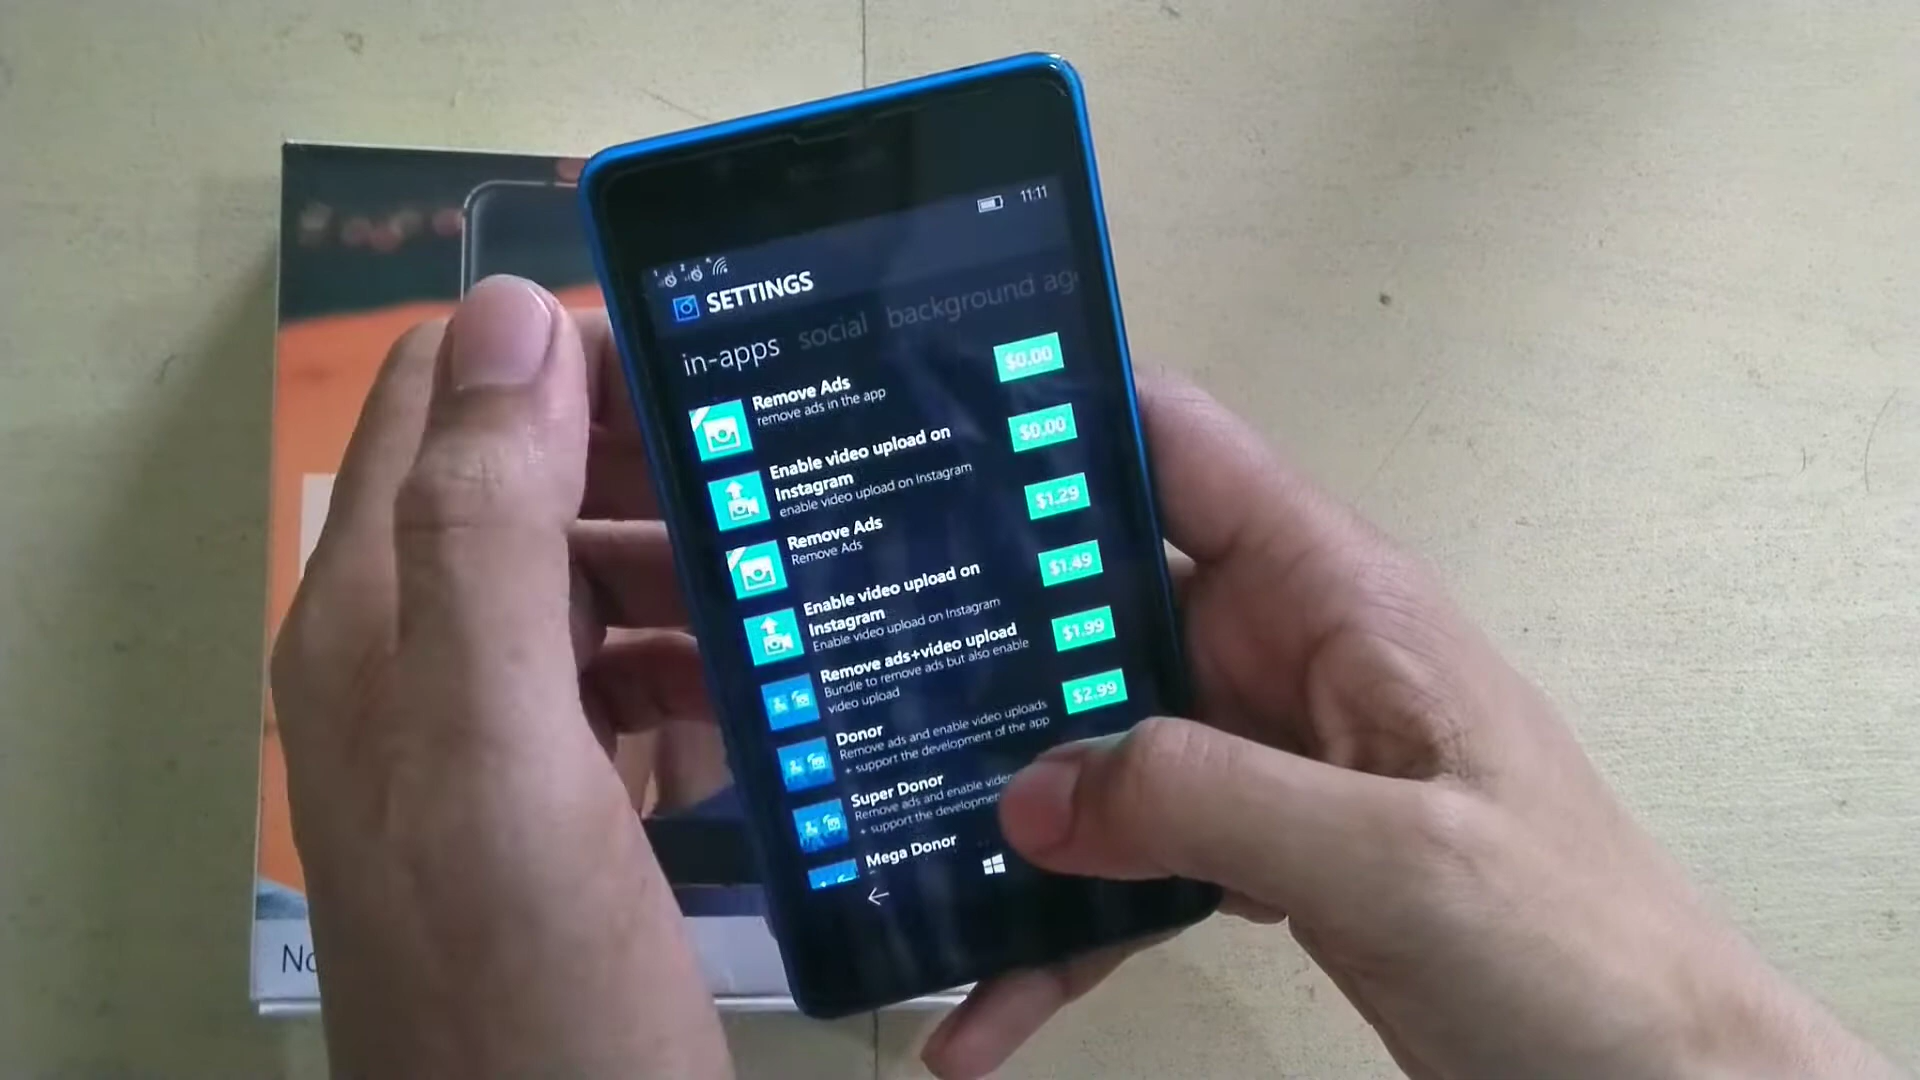 11:11
1 2
SETTINGS
in-apps social background ag
Remove Ads
remove ads in the app
$0.00
Enable video upload on
Instagram
enable video upload on Instagram
$0.00
Remove Ads
Remove Ads
$1.29
Enable video upload on
Instagram
Enable video upload on Instagram
$1.49
Remove ads+video upload
Bundle to remove ads but also enable
video upload
$1.99
Donor
Remove ads and enable video uploads
+ support the development of the app
$2.99
Super Donor
Remove ads and enable video
+ support the developmen
Mega Donor
No